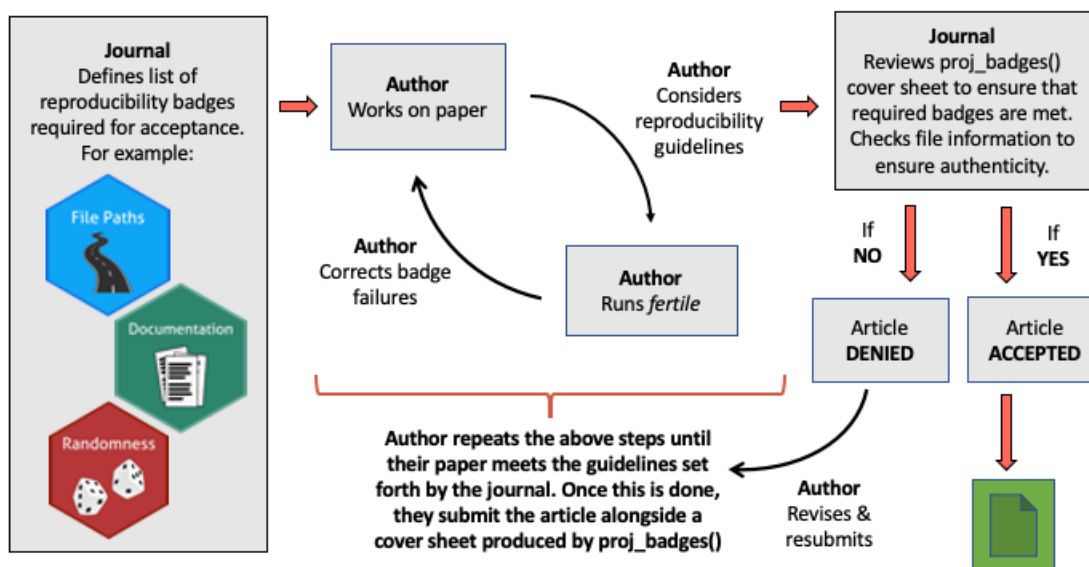 Journal
Defines list of
reproducibility badges
required for acceptance.
For example:
File Paths
Documentation
Randomness
Author
Works on paper
Author
Considers
reproducibility
guidelines
Author
Corrects badge
failures
Author
Runs fertile
Author repeats the above steps until
their paper meets the guidelines set
forth by the journal. Once this is done,
they submit the article alongside a
cover sheet produced by proj_badges()
Journal
Reviews proj_badges()
cover sheet to ensure that
required badges are met.
Checks file information to
ensure authenticity.
If
NO
If
YES
Article
DENIED
Article
ACCEPTED
Author
Revises &
resubmits